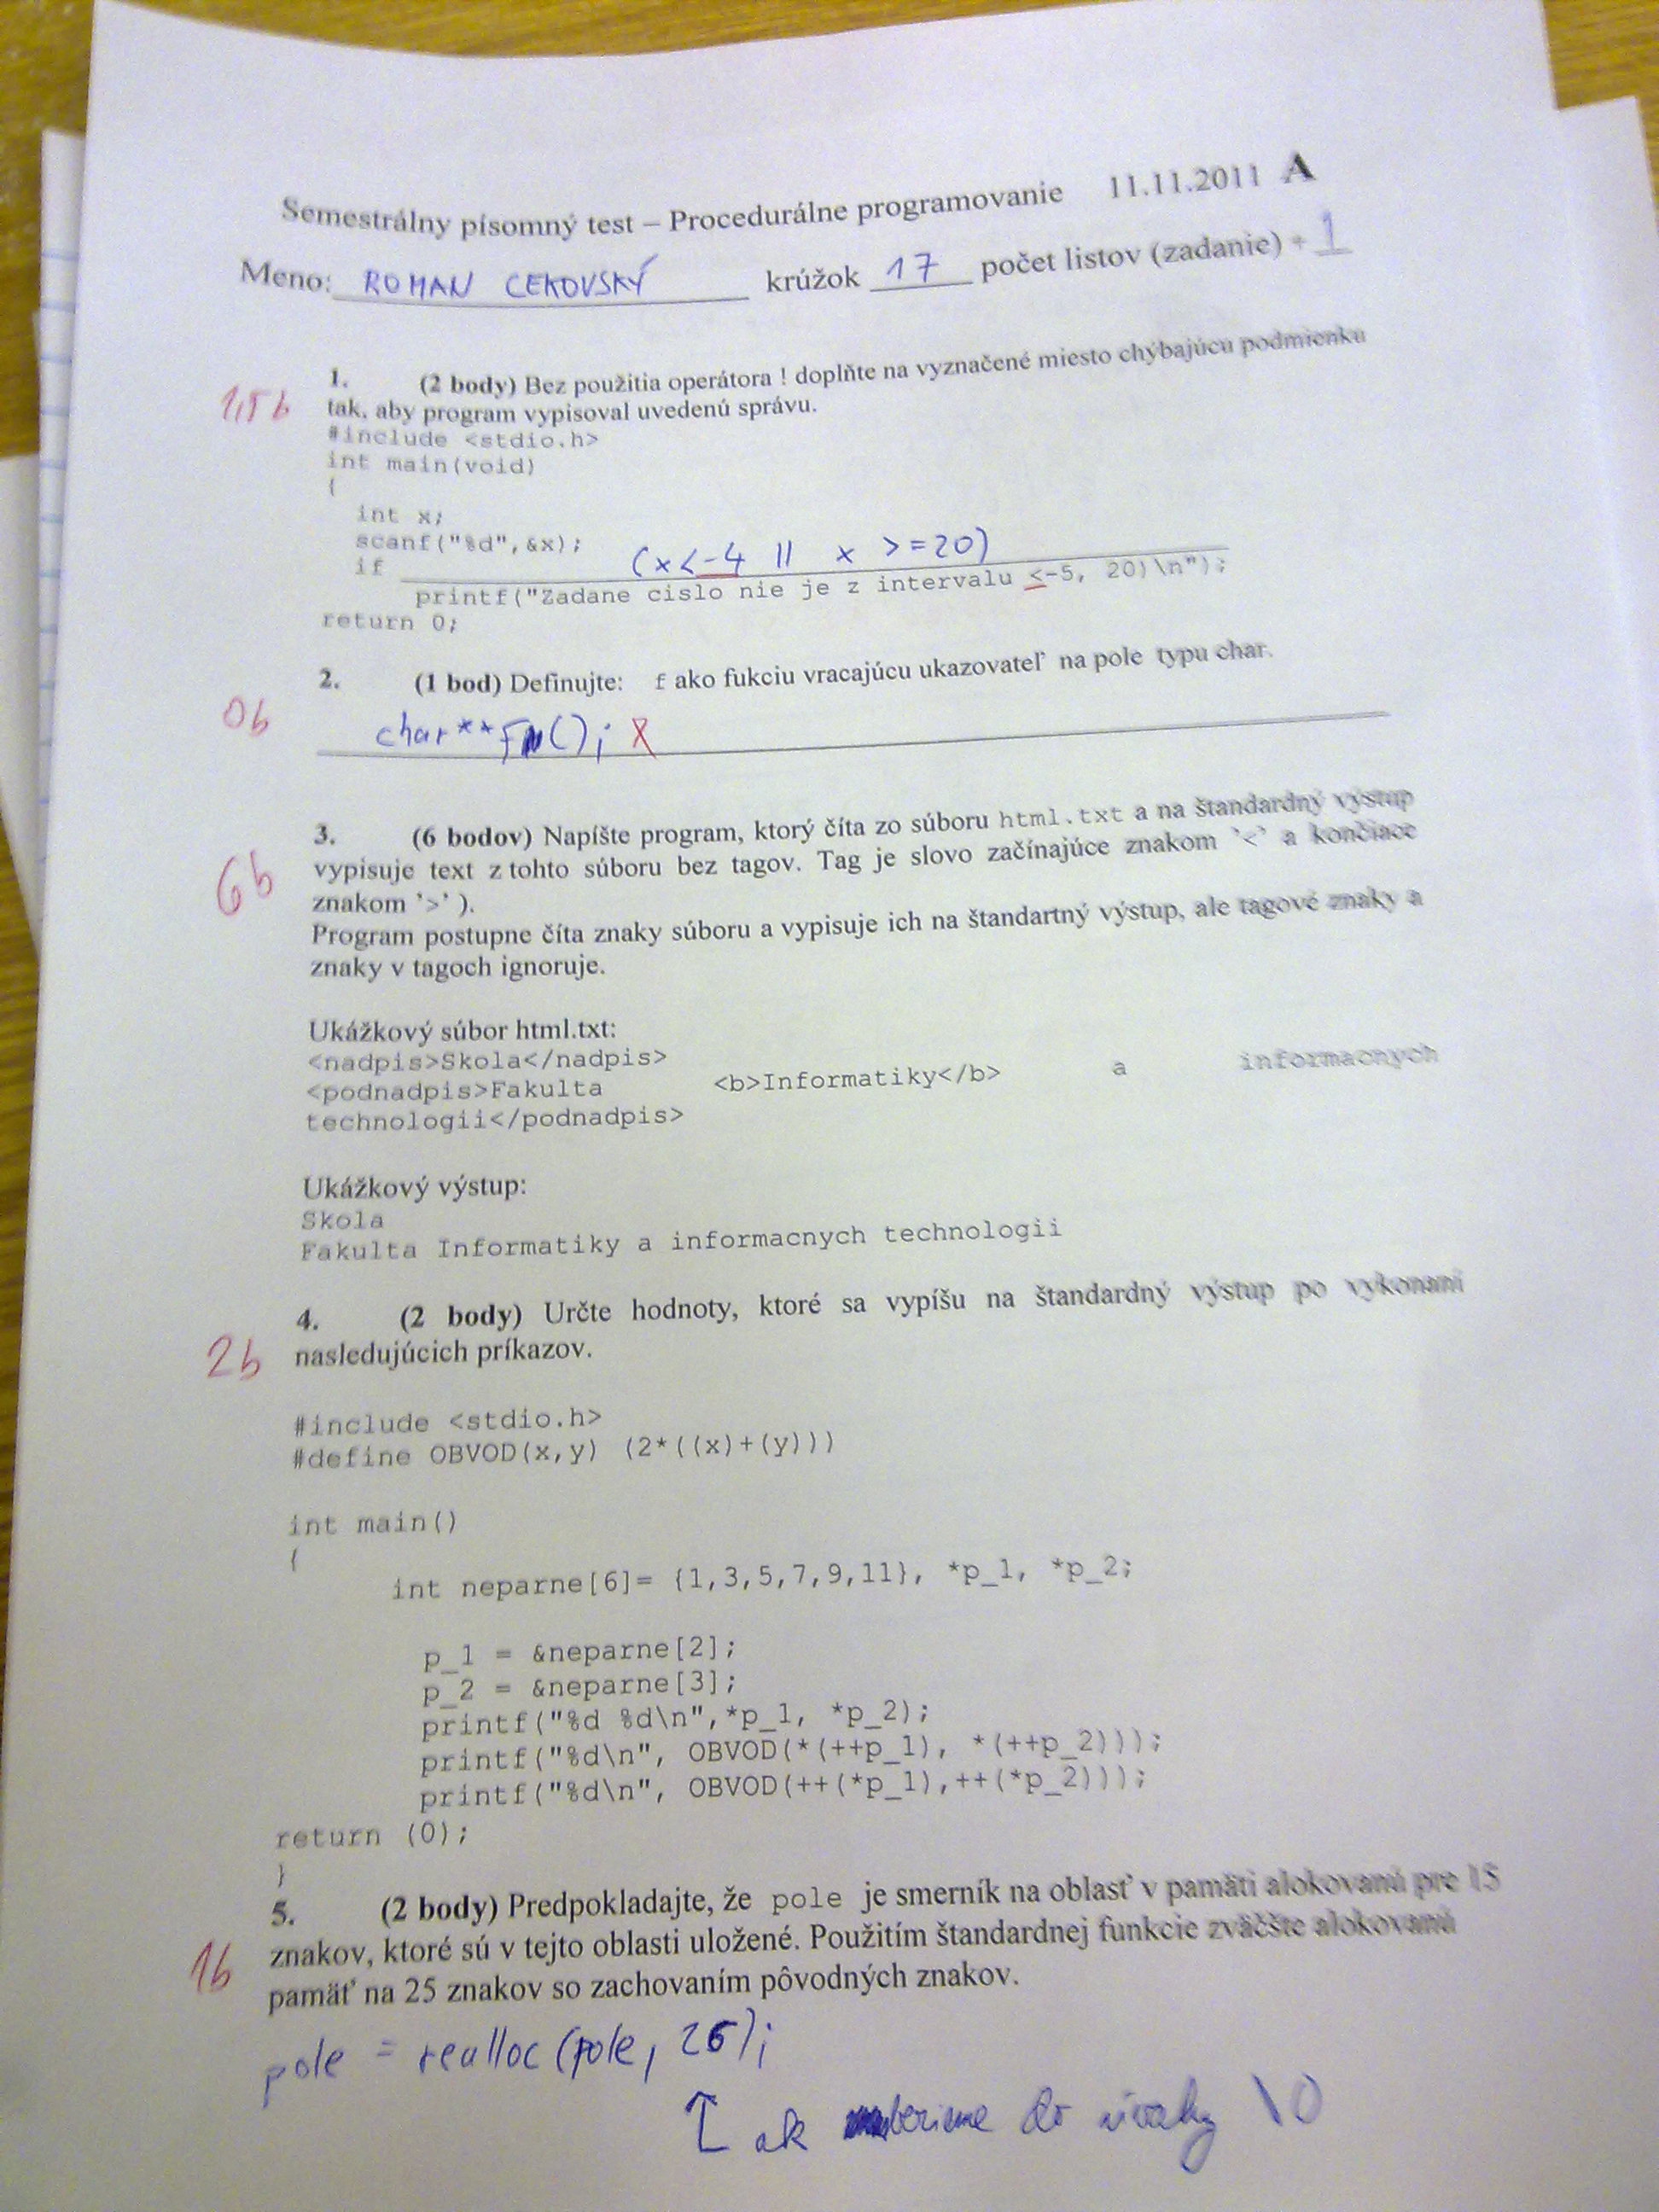 Semestrálny písomný test – Procedurálne programovanie 11.11.2011 A
Meno: ROMAN CEKOVSKÝ krúžok 17 počet listov (zadanie) + 1
1,5 b
1. (2 body) Bez použitia operátora ! doplňte na vyznačené miesto chýbajúcu podmienku
tak, aby program vypisoval uvedenú správu.
#include <stdio.h>
int main(void)
{
int x;
scanf("%d",&x);
if (x<-4 || x >=20)
printf("Zadane cislo nie je z intervalu <-5, 20)\n");
return 0;
2. (1 bod) Definujte: f ako fukciu vracajúcu ukazovateľ na pole typu char.
0b
char** f(); X
3. (6 bodov) Napíšte program, ktorý číta zo súboru html.txt a na štandardný výstup
6b
vypisuje text z tohto súboru bez tagov. Tag je slovo začínajúce znakom '<' a končiace
znakom '>' ).
Program postupne číta znaky súboru a vypisuje ich na štandartný výstup, ale tagové znaky a
znaky v tagoch ignoruje.
Ukážkový súbor html.txt:
<nadpis>Skola</nadpis>
<podnadpis>Fakulta <b>Informatiky</b> a informacnych
technologii</podnadpis>
Ukážkový výstup:
Skola
Fakulta Informatiky a informacnych technologii
4. (2 body) Určte hodnoty, ktoré sa vypíšu na štandardný výstup po vykonaní
2b
nasledujúcich príkazov.
#include <stdio.h>
#define OBVOD(x,y) (2*((x)+(y)))
int main()
{
int neparne[6]= {1,3,5,7,9,11}, *p_1, *p_2;
p_1 = &neparne[2];
p_2 = &neparne[3];
printf("%d %d\n",*p_1, *p_2);
printf("%d\n", OBVOD(*(++p_1), *(++p_2)));
printf("%d\n", OBVOD(++(*p_1),++(*p_2)));
return (0);
}
5. (2 body) Predpokladajte, že pole je smerník na oblasť v pamäti alokovanú pre 15
1b
znakov, ktoré sú v tejto oblasti uložené. Použitím štandardnej funkcie zväčšte alokovanú
pamäť na 25 znakov so zachovaním pôvodných znakov.
pole = realloc(pole, 26);
↑ ak berieme do úvahy \0